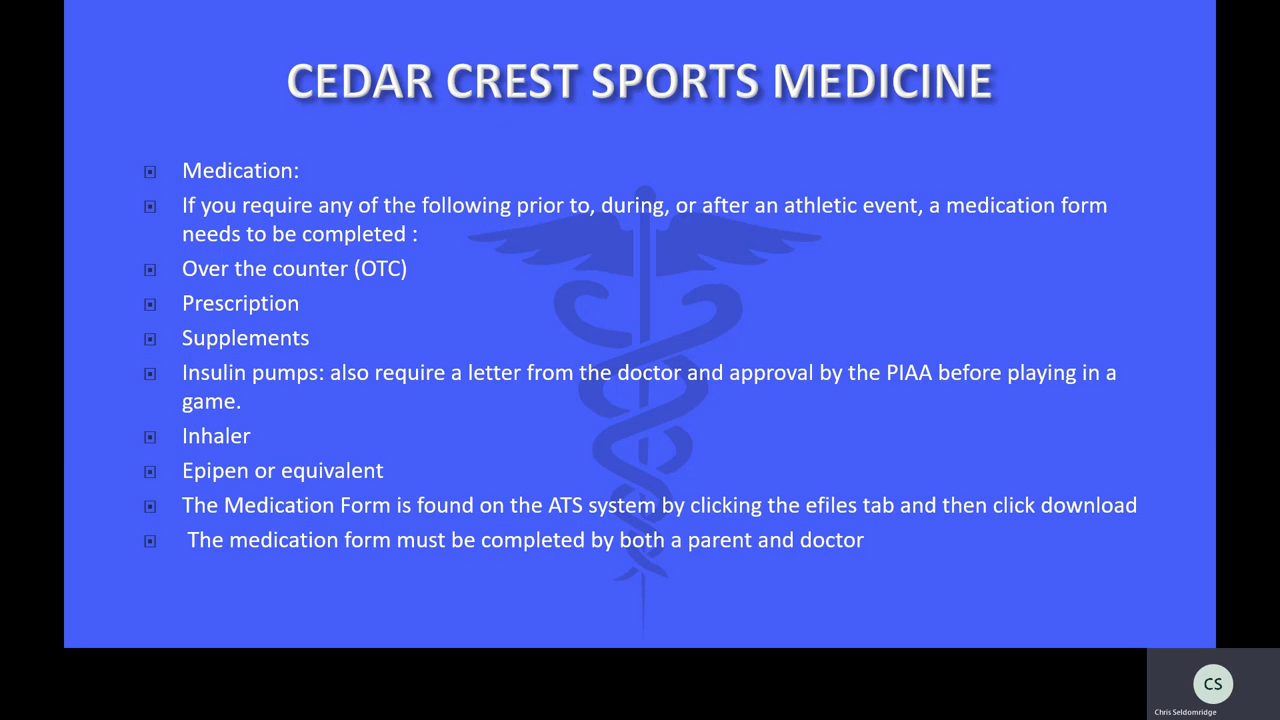 CEDAR CREST SPORTS MEDICINE
Medication:
If you require any of the following prior to, during, or after an athletic event, a medication form
needs to be completed :
Over the counter (OTC)
Prescription
Supplements
Insulin pumps: also require a letter from the doctor and approval by the PIAA before playing in a
game.
Inhaler
Epipen or equivalent
The Medication Form is found on the ATS system by clicking the efiles tab and then click download
The medication form must be completed by both a parent and doctor
CS
Chris Seldomridge